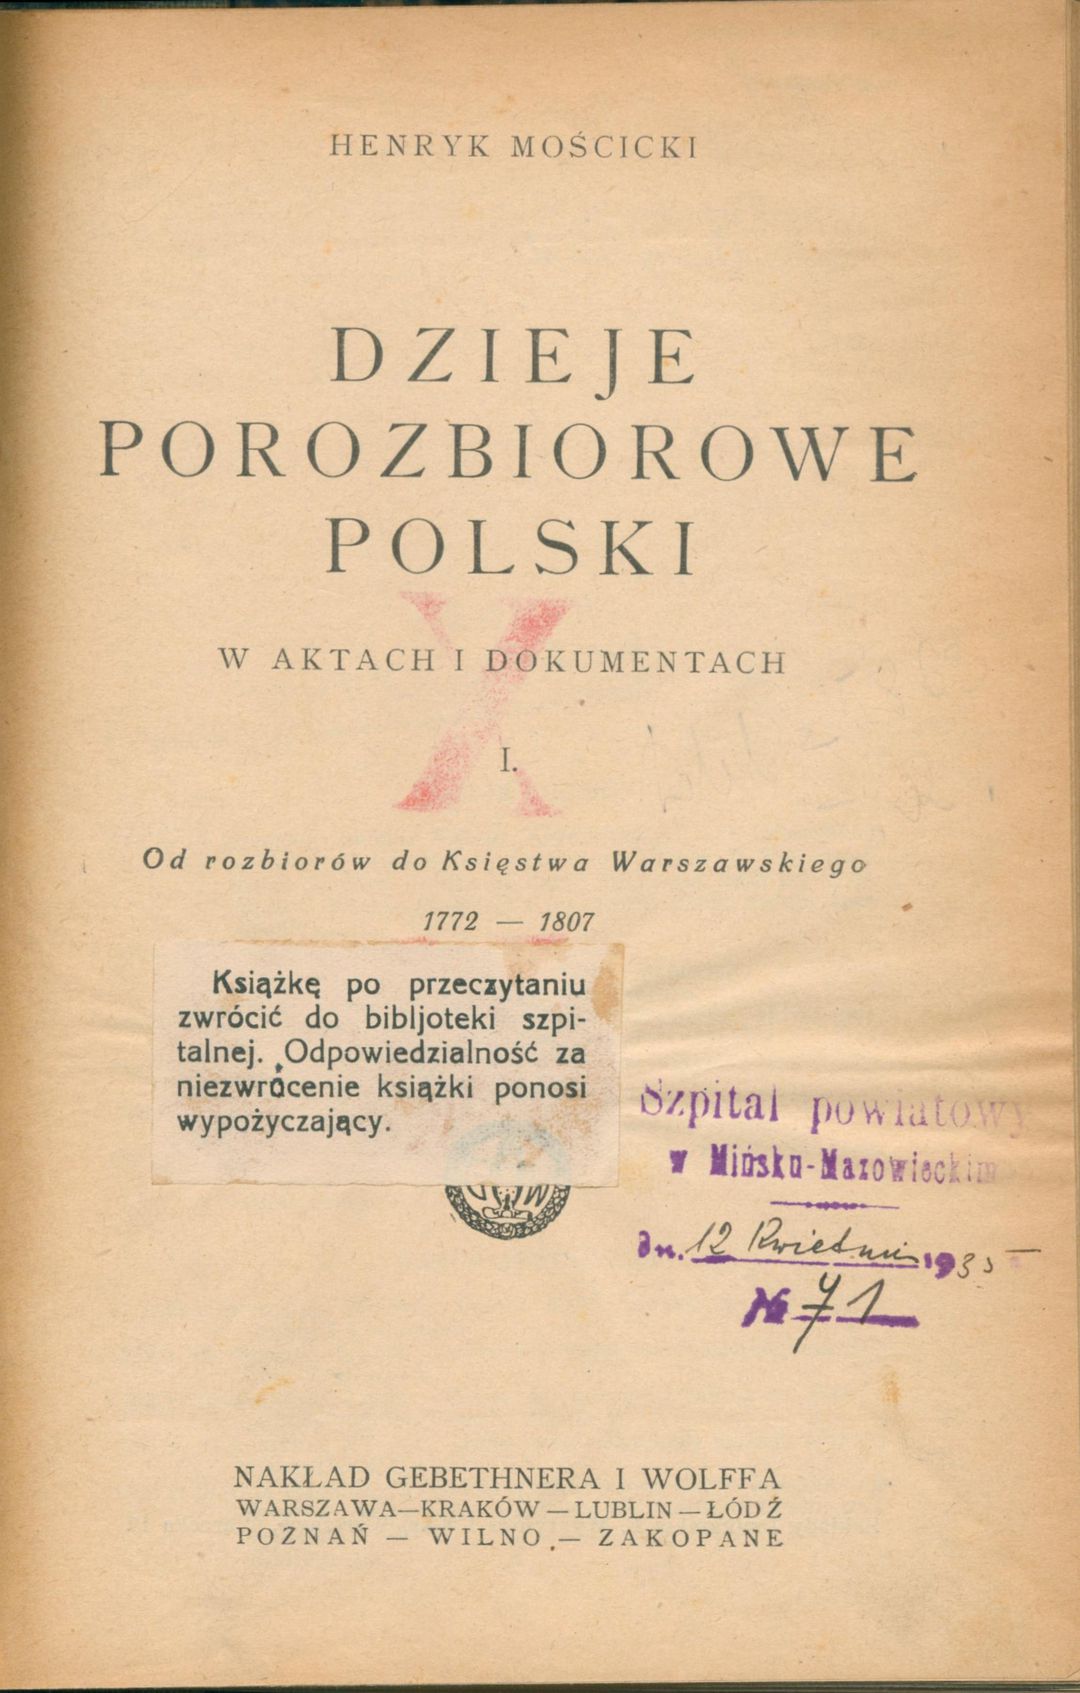 HENRYK MOŚCICKI
DZIEJE
POROZBIOROWE
POLSKI
W AKTACH I DOKUMENTACH
I.
Od rozbiorów do Księstwa Warszawskiego
1772 — 1807
Książkę po przeczytaniu
zwrócić do bibljoteki szpi-
talnej. Odpowiedzialność za
niezwrócenie książki ponosi
wypożyczający.
Szpital powiatowy
w Mińsku-Mazowieckim
dn. 12 Kwietnia 1935
№ 71
NAKŁAD GEBETHNERA I WOLFFA
WARSZAWA—KRAKÓW—LUBLIN—ŁÓDŹ
POZNAŃ — WILNO — ZAKOPANE